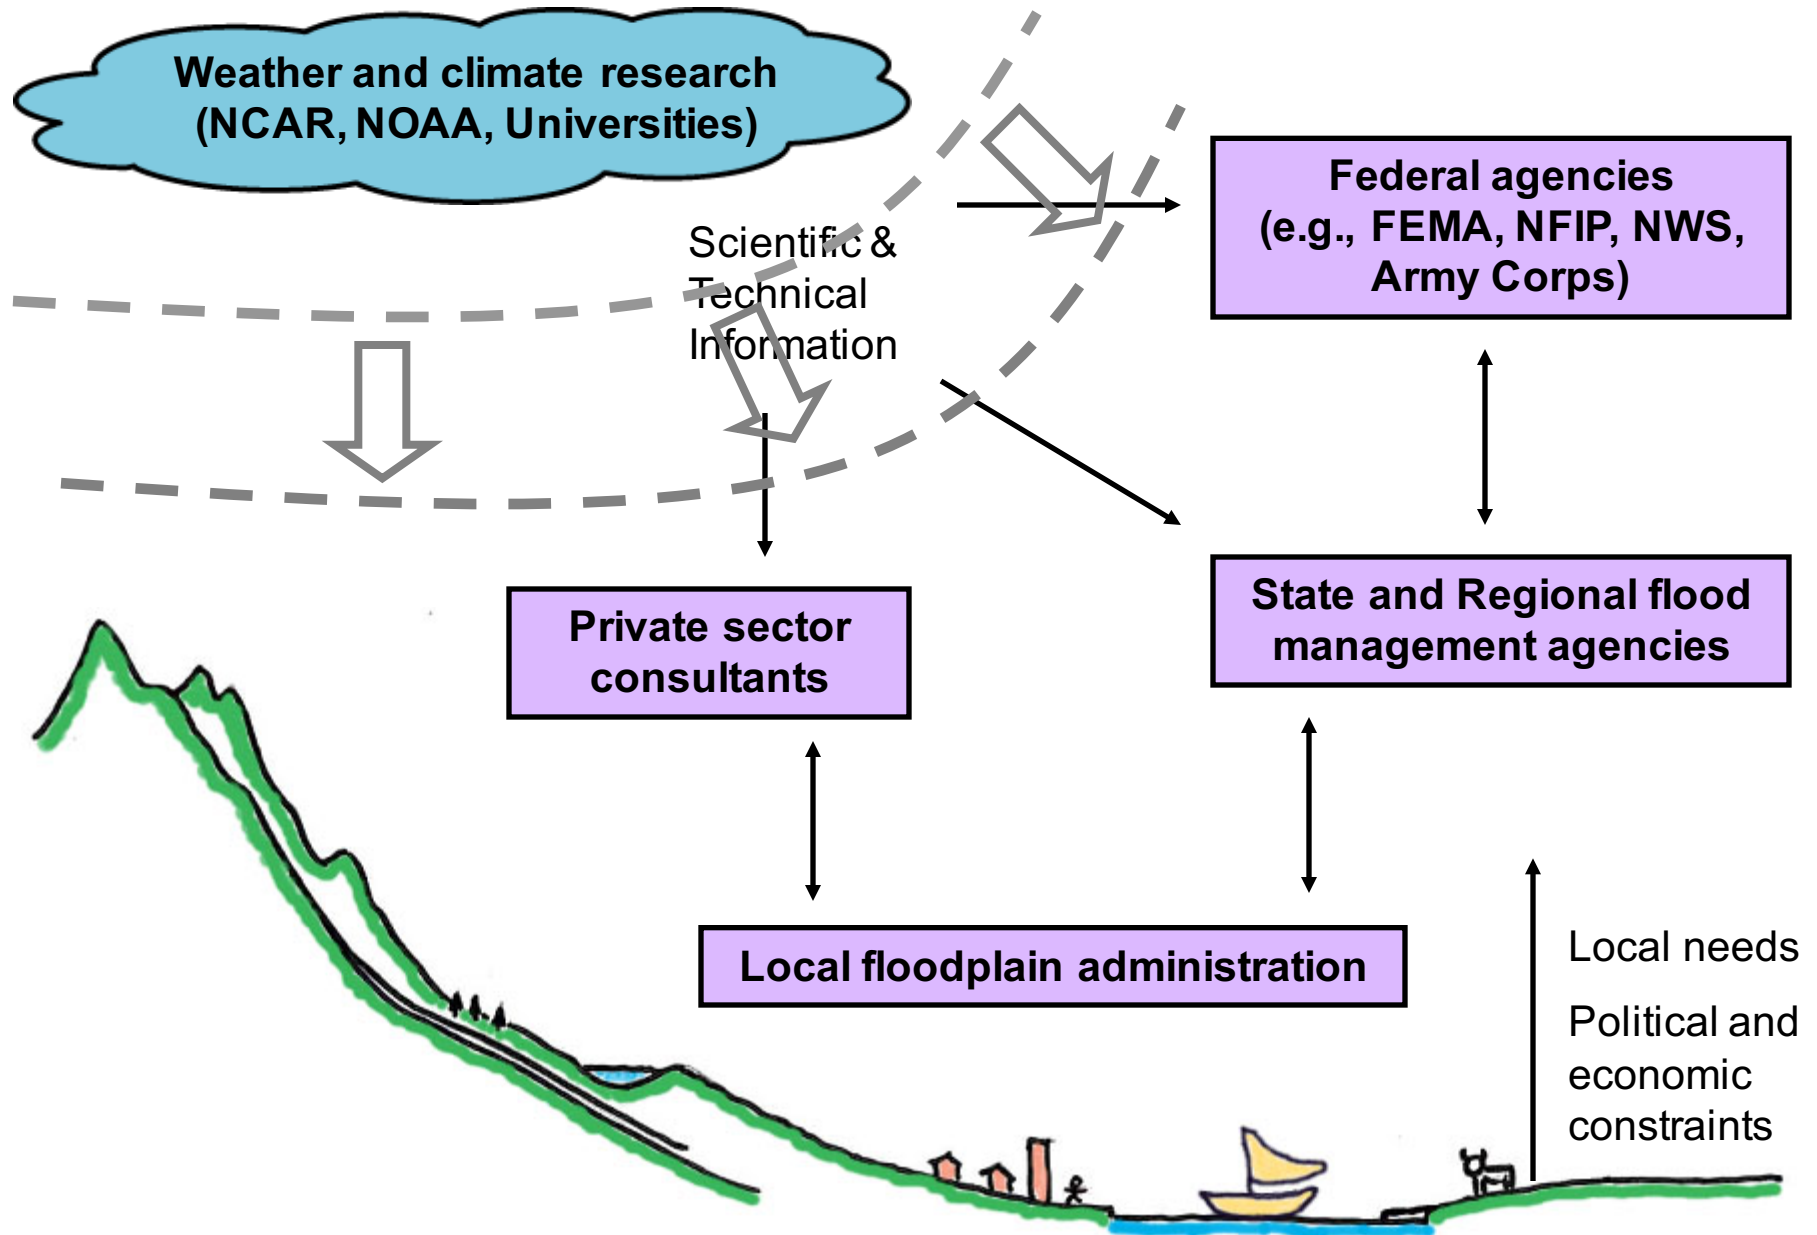 Weather and climate research
(NCAR, NOAA, Universities)
Federal agencies
(e.g., FEMA, NFIP, NWS,
Army Corps)
Scientific &
Technical
Information
Private sector
consultants
State and Regional flood
management agencies
Local floodplain administration
Local needs
Political and
economic
constraints